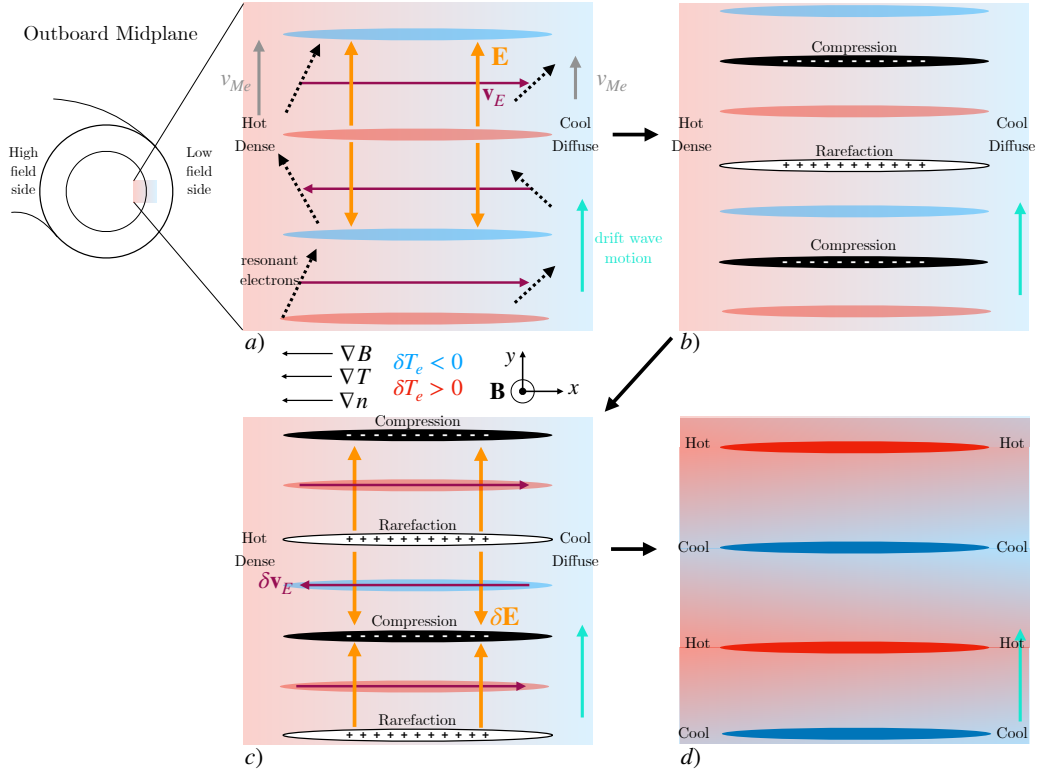 Outboard Midplane
High
field
side
Low
field
side
E
v_Me
v_E
v_Me
Hot
Dense
Cool
Diffuse
resonant
electrons
drift wave
motion
a)
Compression
- - - - - - - - - -
Hot
Dense
Cool
Diffuse
Rarefaction
+ + + + + + + + + +
Compression
- - - - - - - - - -
b)
∇B
∇T
∇n
δT_e < 0
δT_e > 0
B
y
x
Compression
- - - - - - - - - -
Rarefaction
+ + + + + + + + + +
Hot
Dense
Cool
Diffuse
δv_E
Compression
- - - - - - - - - -
δE
Rarefaction
+ + + + + + + + + +
c)
Hot
Hot
Cool
Cool
Hot
Hot
Cool
Cool
d)